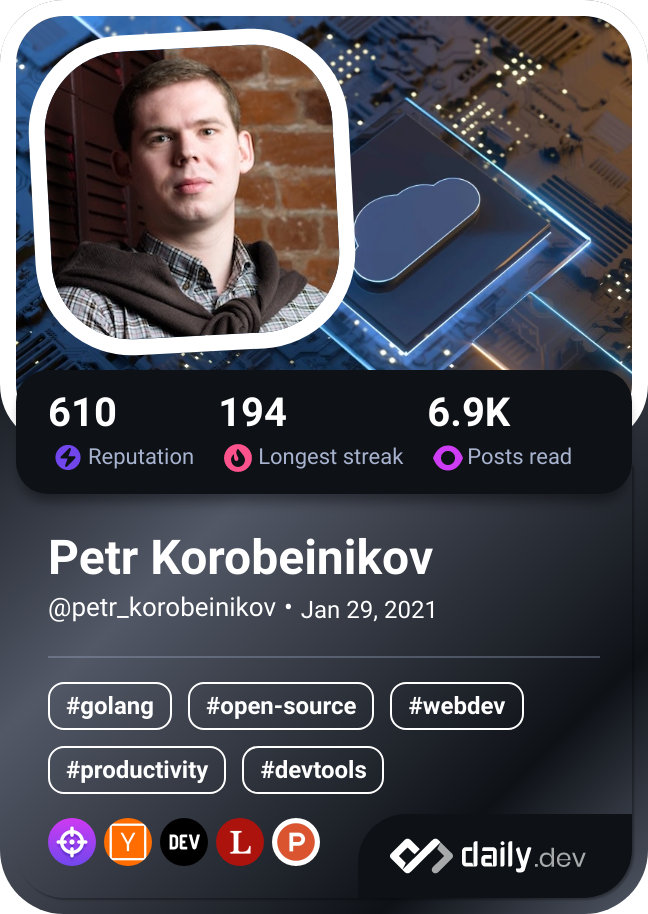 610 194 6.9K
Reputation Longest streak Posts read
Petr Korobeinikov
@petr_korobeinikov • Jan 29, 2021
#golang #open-source #webdev
#productivity #devtools
Y DEV L P daily.dev